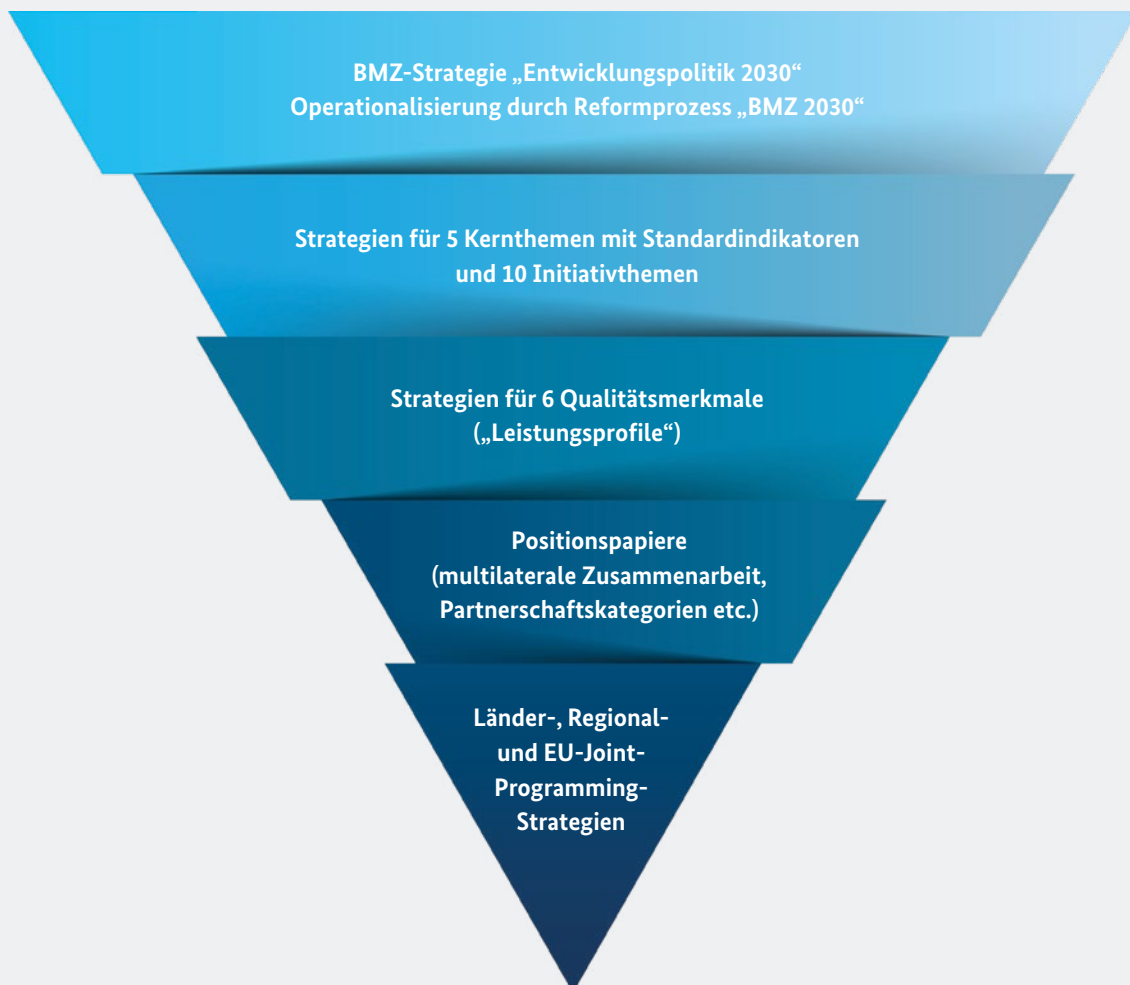 BMZ-Strategie „Entwicklungspolitik 2030“
Operationalisierung durch Reformprozess „BMZ 2030“
Strategien für 5 Kernthemen mit Standardindikatoren
und 10 Initiativthemen
Strategien für 6 Qualitätsmerkmale
(„Leistungsprofile“)
Positionspapiere
(multilaterale Zusammenarbeit,
Partnerschaftskategorien etc.)
Länder-, Regional-
und EU-Joint-
Programming-
Strategien